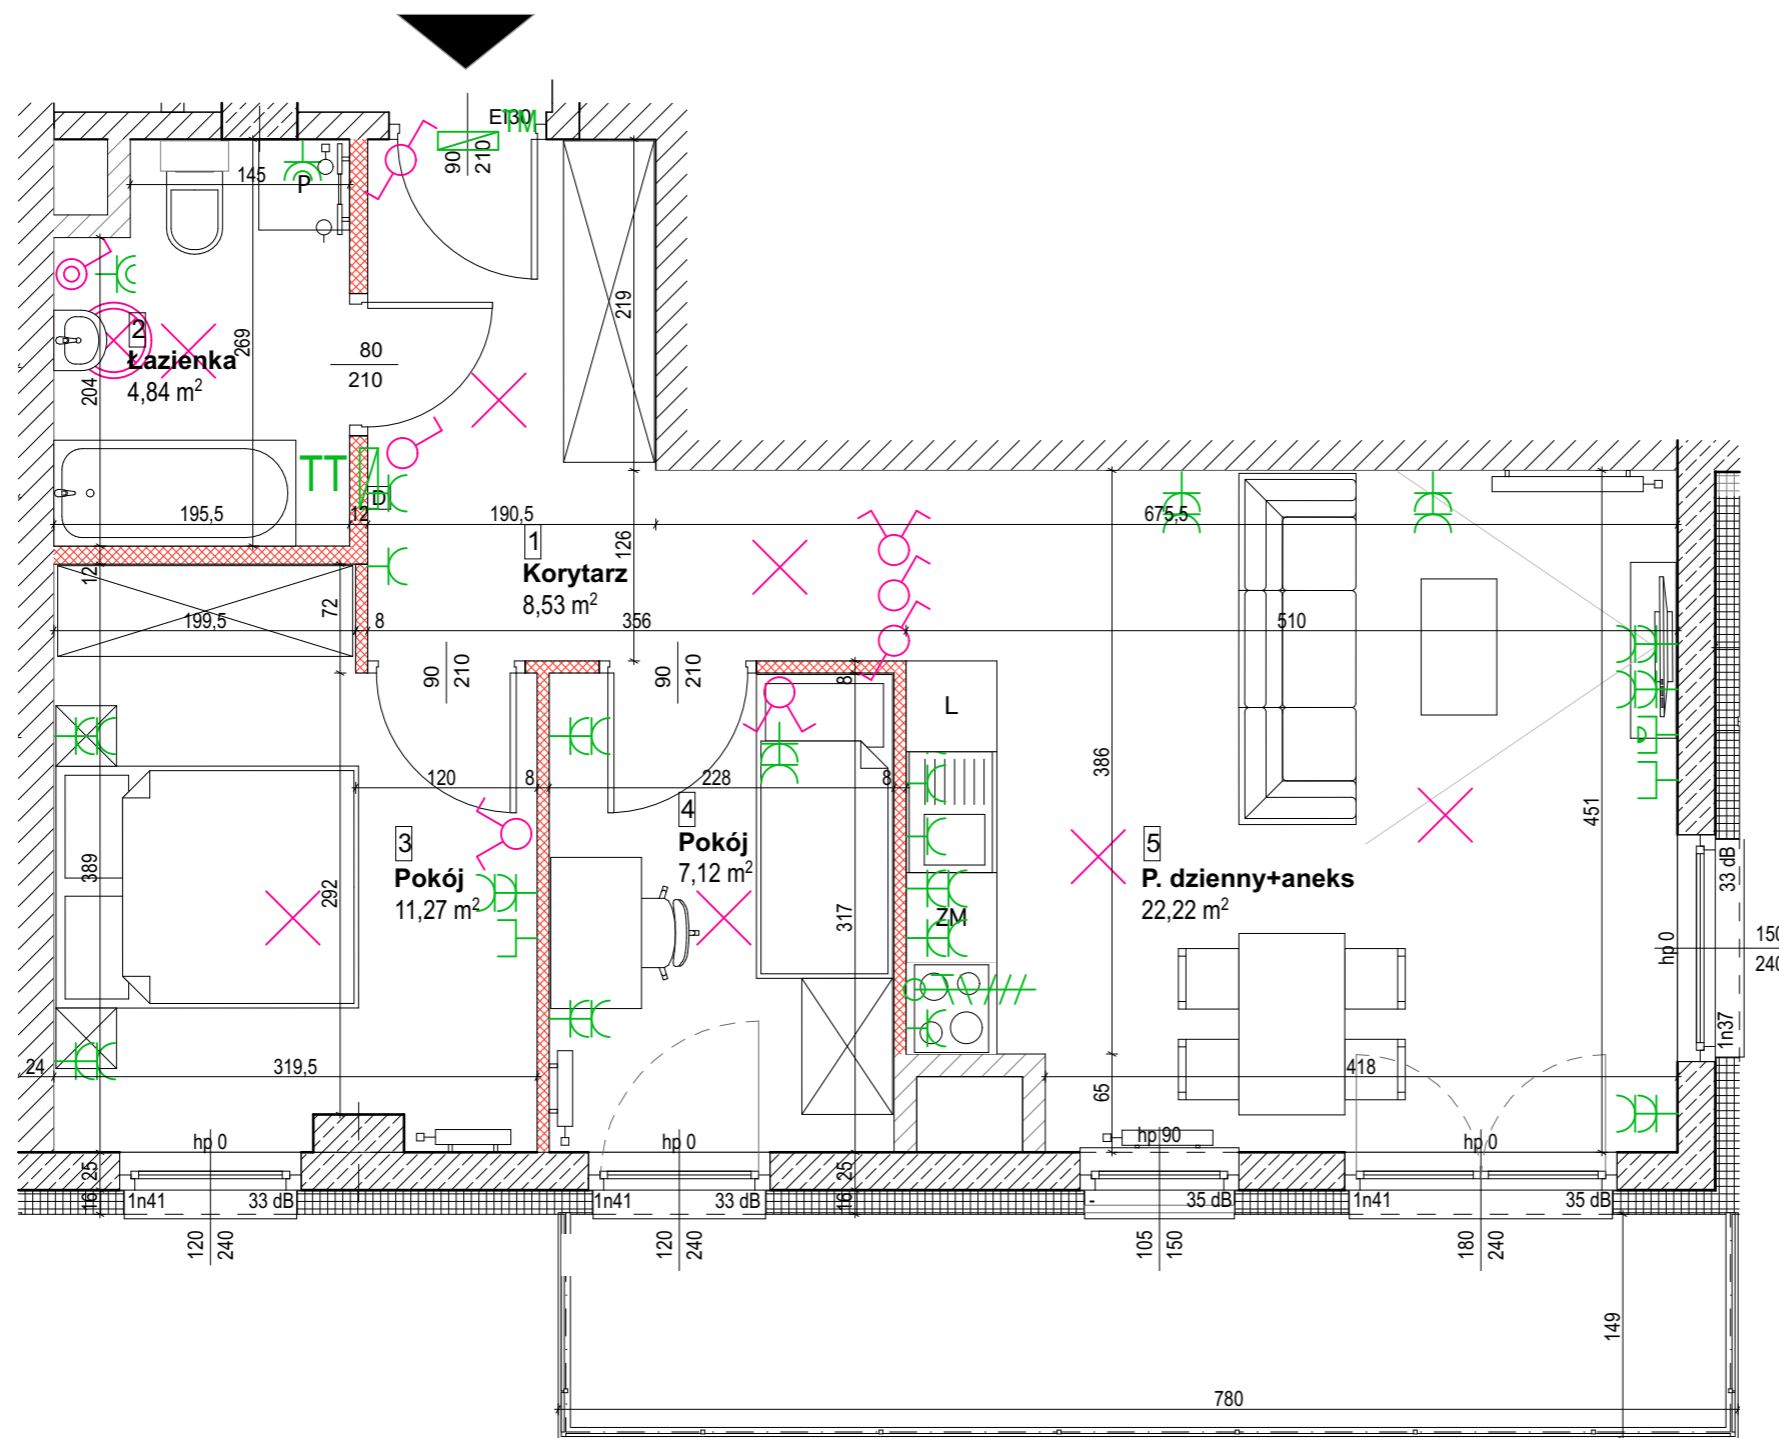 EI30
TM
90
210
145
P
2
Łazienka
4,84 m²
269
204
80
210
219
TT
D
195,5
12
190,5
675,5
1
Korytarz
8,53 m²
126
12
72
199,5
8
356
510
90
210
90
210
8
L
120
8
228
8
386
451
3
Pokój
11,27 m²
4
Pokój
7,12 m²
5
P. dzienny+aneks
22,22 m²
389
292
317
ZM
33 dB
hp 0
1n37
150
240
24
319,5
65
418
hp 0
hp 0
hp 90
hp 0
25
16
25
16
1n41
33 dB
1n41
33 dB
-
35 dB
1n41
35 dB
120
240
120
240
105
150
180
240
149
780